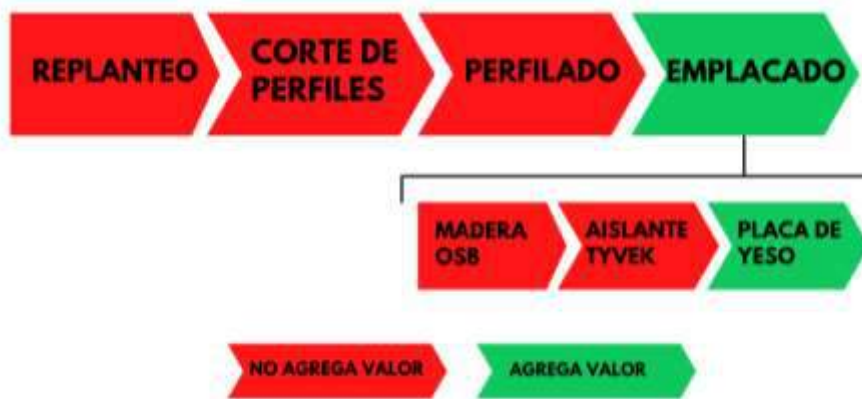 REPLANTEO
CORTE DE
PERFILES
PERFILADO
EMPLACADO
MADERA
OSB
AISLANTE
TYVEK
PLACA DE
YESO
NO AGREGA VALOR
AGREGA VALOR